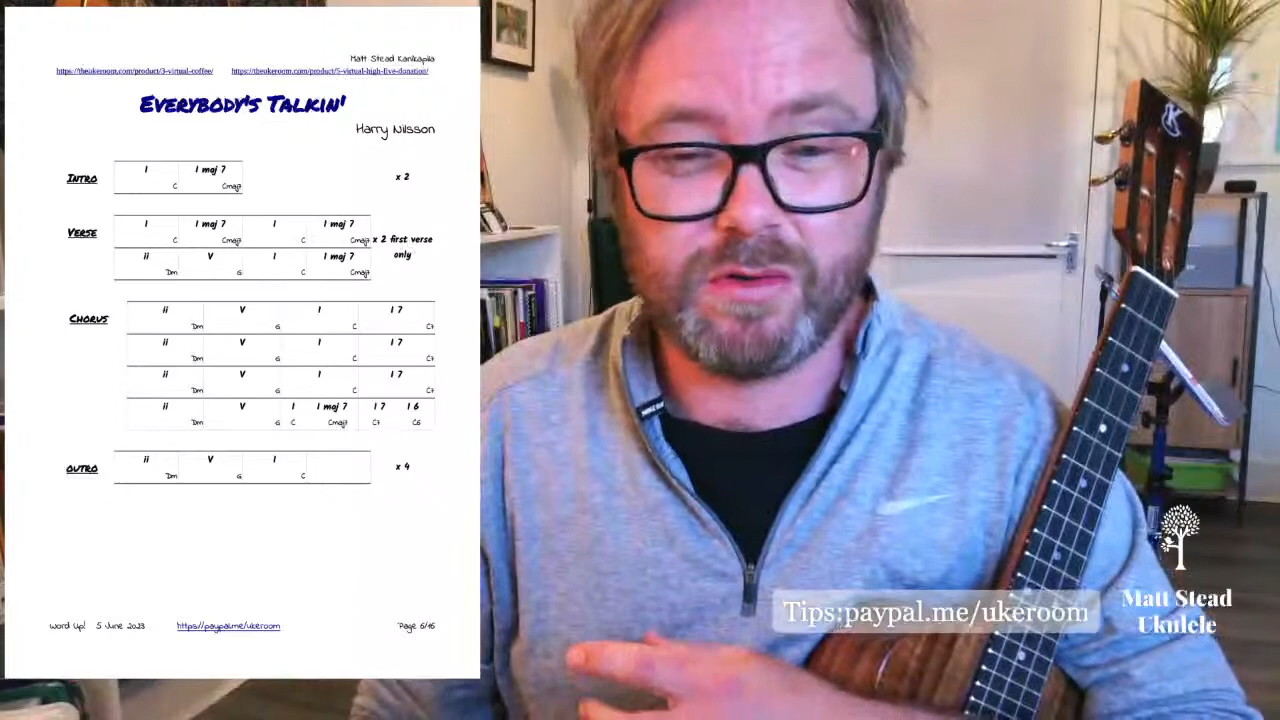 Matt Stead Kanikapila
https://theukeroom.com/product/3-virtual-coffee/ https://theukeroom.com/product/5-virtual-high-five-donation/
Everybody's Talkin'
Harry Nilsson
Intro I I maj 7 x 2
C Cmaj7
Verse I I maj 7 I I maj 7
C Cmaj7 C Cmaj7 x 2 first verse only
ii V I I maj 7
Dm G C Cmaj7
Chorus ii V I I 7
Dm G C C7
ii V I I 7
Dm G C C7
ii V I I 7
Dm G C C7
ii V I I maj 7 I 7 I 6
Dm G C Cmaj7 C7 C6
outro ii V I x 4
Dm G C
Word Up! 5 June 2023 https://paypal.me/ukeroom Page 6/16
Tips:paypal.me/ukeroom
Matt Stead
Ukulele
K